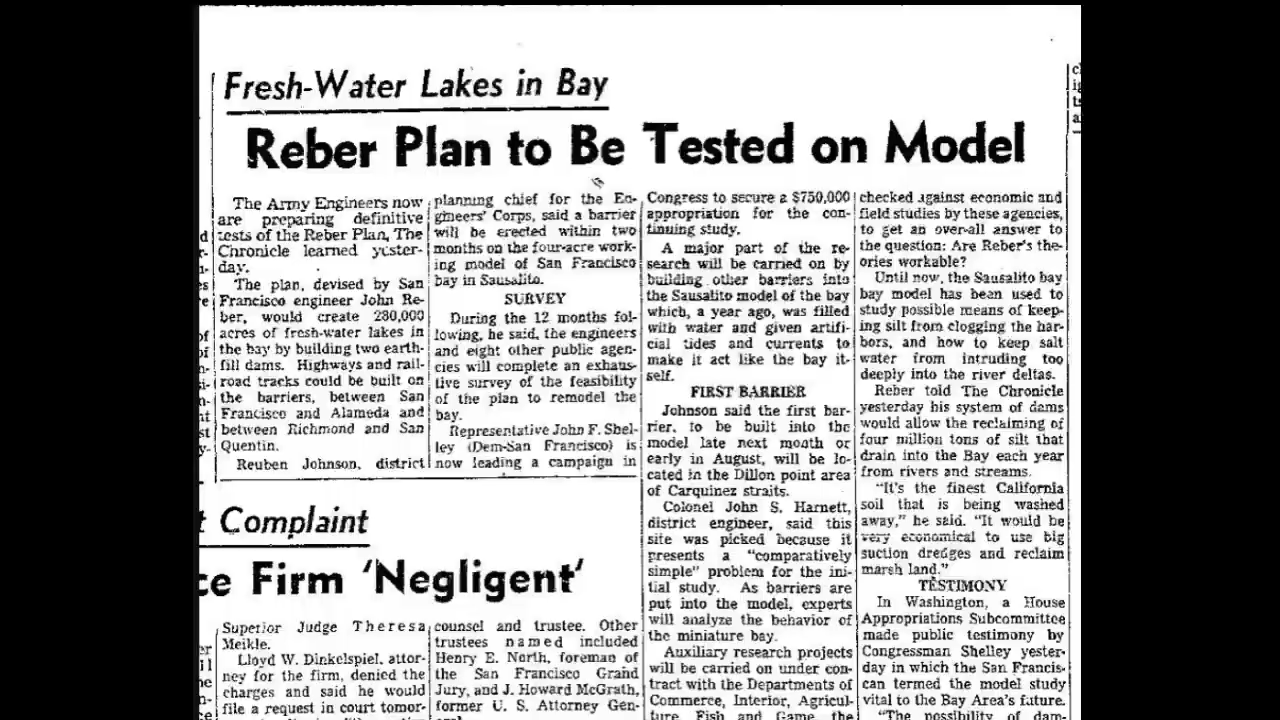 Fresh-Water Lakes in Bay
Reber Plan to Be Tested on Model
The Army Engineers now
are preparing definitive
tests of the Reber Plan, The
Chronicle learned yester-
day.
The plan, devised by San
Francisco engineer John Re-
ber, would create 280,000
acres of fresh-water lakes in
the bay by building two earth-
fill dams. Highways and rail-
road tracks could be built on
the barriers, between San
Francisco and Alameda and
between Richmond and San
Quentin.
Reuben Johnson, district
planning chief for the En-
gineers' Corps, said a barrier
will be erected within two
months on the four-acre work-
ing model of San Francisco
bay in Sausalito.
SURVEY
During the 12 months fol-
lowing, he said, the engineers
and eight other public agen-
cies will complete an exhaus-
tive survey of the feasibility
of the plan to remodel the
bay.
Representative John F. Shel-
ley (Dem-San Francisco) is
now leading a campaign in
Congress to secure a $750,000
appropriation for the con-
tinuing study.
A major part of the re-
search will be carried on by
building other barriers into
the Sausalito model of the bay
which, a year ago, was filled
with water and given artifi-
cial tides and currents to
make it act like the bay it-
self.
FIRST BARRIER
Johnson said the first bar-
rier, to be built into the
model late next month or
early in August, will be lo-
cated in the Dillon point area
of Carquinez straits.
Colonel John S. Harnett,
district engineer, said this
site was picked because it
presents a "comparatively
simple" problem for the ini-
tial study. As barriers are
put into the model, experts
will analyze the behavior of
the miniature bay.
Auxiliary research projects
will be carried on under con-
tract with the Departments of
Commerce, Interior, Agricul-
ture, Fish and Game, the
checked against economic and
field studies by these agencies,
to get an over-all answer to
the question: Are Reber's the-
ories workable?
Until now, the Sausalito bay
bay model has been used to
study possible means of keep-
ing silt from clogging the har-
bors, and how to keep salt
water from intruding too
deeply into the river deltas.
Reber told The Chronicle
yesterday his system of dams
would allow the reclaiming of
four million tons of silt that
drain into the Bay each year
from rivers and streams.
"It's the finest California
soil that is being washed
away," he said. "It would be
very economical to use big
suction dredges and reclaim
marsh land."
TESTIMONY
In Washington, a House
Appropriations Subcommittee
made public testimony by
Congressman Shelley yester-
day in which the San Francis-
can termed the model study
vital to the Bay Area's future.
"The possibility of dam-
t Complaint
ce Firm 'Negligent'
Superior Judge Theresa
Meikle.
Lloyd W. Dinkelspiel, attor-
ney for the firm, denied the
charges and said he would
file a request in court tomor-
counsel and trustee. Other
trustees named included
Henry E. North, foreman of
the San Francisco Grand
Jury, and J. Howard McGrath,
former U. S. Attorney Gen-